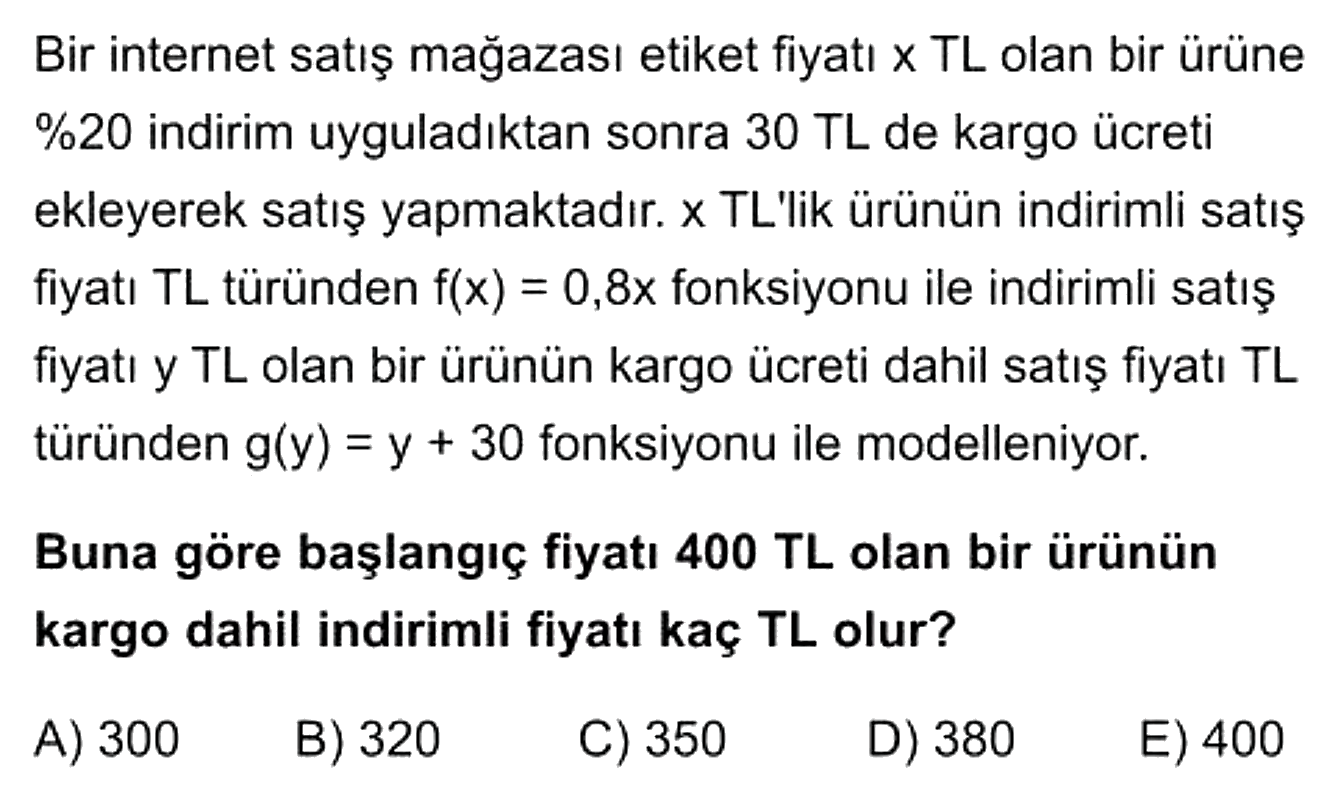 Bir internet satış mağazası etiket fiyatı x TL olan bir ürüne
%20 indirim uyguladıktan sonra 30 TL de kargo ücreti
ekleyerek satış yapmaktadır. x TL'lik ürünün indirimli satış
fiyatı TL türünden f(x) = 0,8x fonksiyonu ile indirimli satış
fiyatı y TL olan bir ürünün kargo ücreti dahil satış fiyatı TL
türünden g(y) = y + 30 fonksiyonu ile modelleniyor.
Buna göre başlangıç fiyatı 400 TL olan bir ürünün
kargo dahil indirimli fiyatı kaç TL olur?
A) 300 B) 320 C) 350 D) 380 E) 400